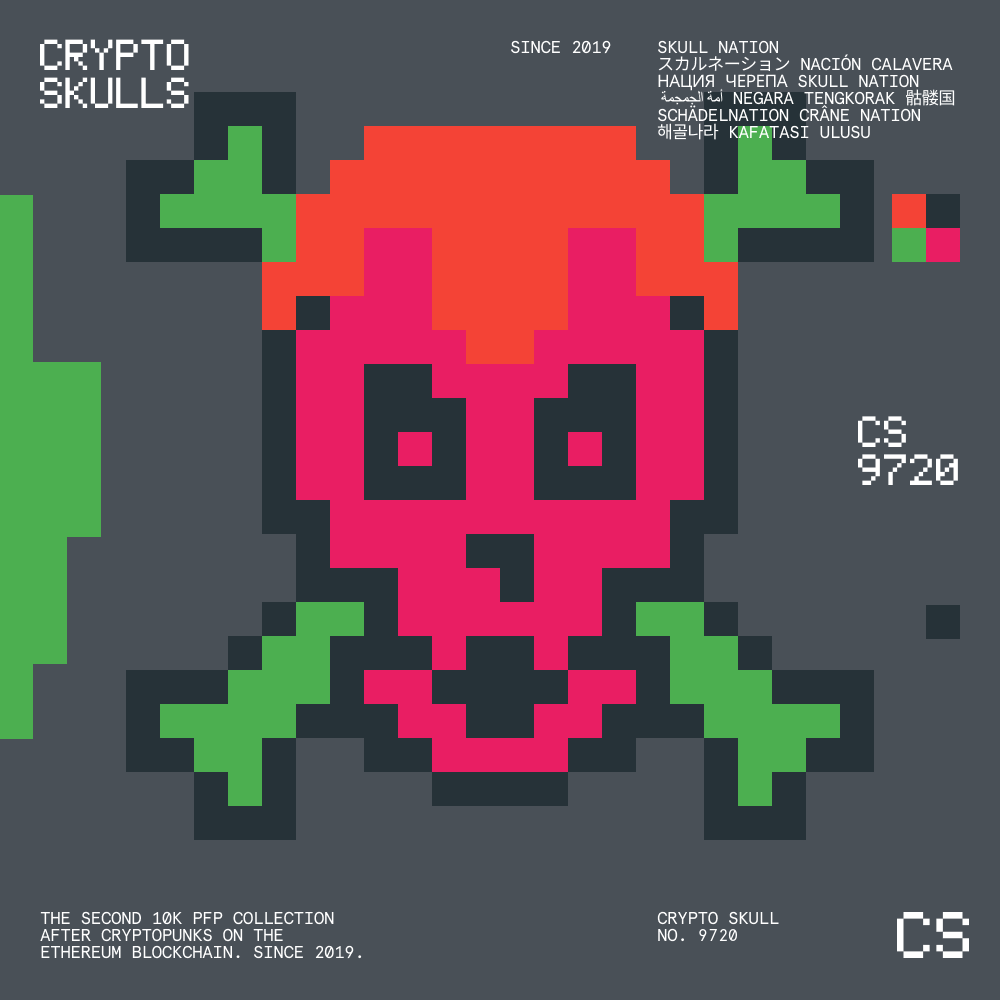 CRYPTO
SKULLS
SINCE 2019
SKULL NATION
スカルネーション NACIÓN CALAVERA
НАЦИЯ ЧЕРЕПА SKULL NATION
أمة الجمجمة NEGARA TENGKORAK 骷髅国
SCHÄDELNATION CRÂNE NATION
해골나라 KAFATASI ULUSU
CS
9720
THE SECOND 10K PFP COLLECTION
AFTER CRYPTOPUNKS ON THE
ETHEREUM BLOCKCHAIN. SINCE 2019.
CRYPTO SKULL
NO. 9720
CS